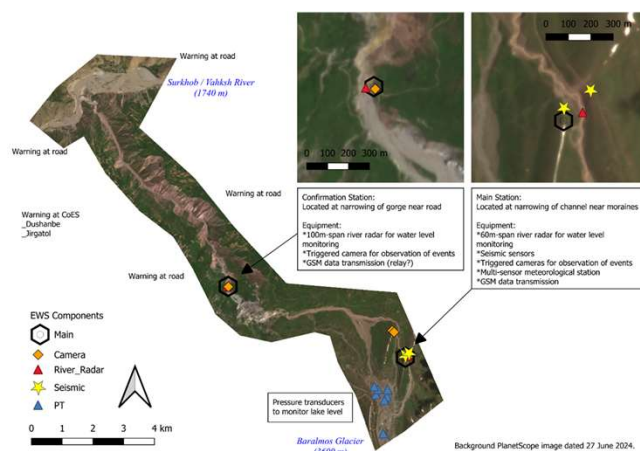 Warning at road
Surkhob / Vahksh River
(1740 m)
Warning at road
Warning at road
Warning at CoES
_Dushanbe
_Jirgatol
Warning at road
0 100 200 300 m
100 200 300 m
Confirmation Station:
Located at narrowing of gorge near road
Equipment:
*100m-span river radar for water level
monitoring
*Triggered camera for observation of events
*GSM data transmission (relay?)
Main Station:
Located at narrowing of channel near moraines
Equipment:
*60m-span river radar for water level
monitoring
*Seismic sensors
*Triggered cameras for observation of events
*Multi-sensor meteorological station
*GSM data transmission
EWS Components
Main
Camera
River_Radar
Seismic
PT
0 1 2 3 4 km
Pressure transducers
to monitor lake level
Baralmos Glacier
Background PlanetScope image dated 27 June 2024.